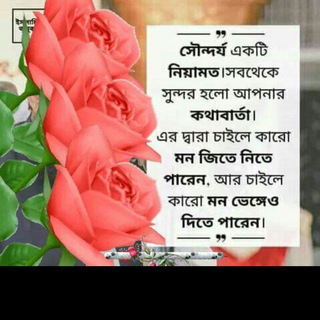 সৌন্দর্য একটি
নিয়ামত।সবথেকে
সুন্দর হলো আপনার
কথাবার্তা।
এর দ্বারা চাইলে কারো
মন জিতে নিতে
পারেন, আর চাইলে
কারো মন ভেঙ্গেও
দিতে পারেন।